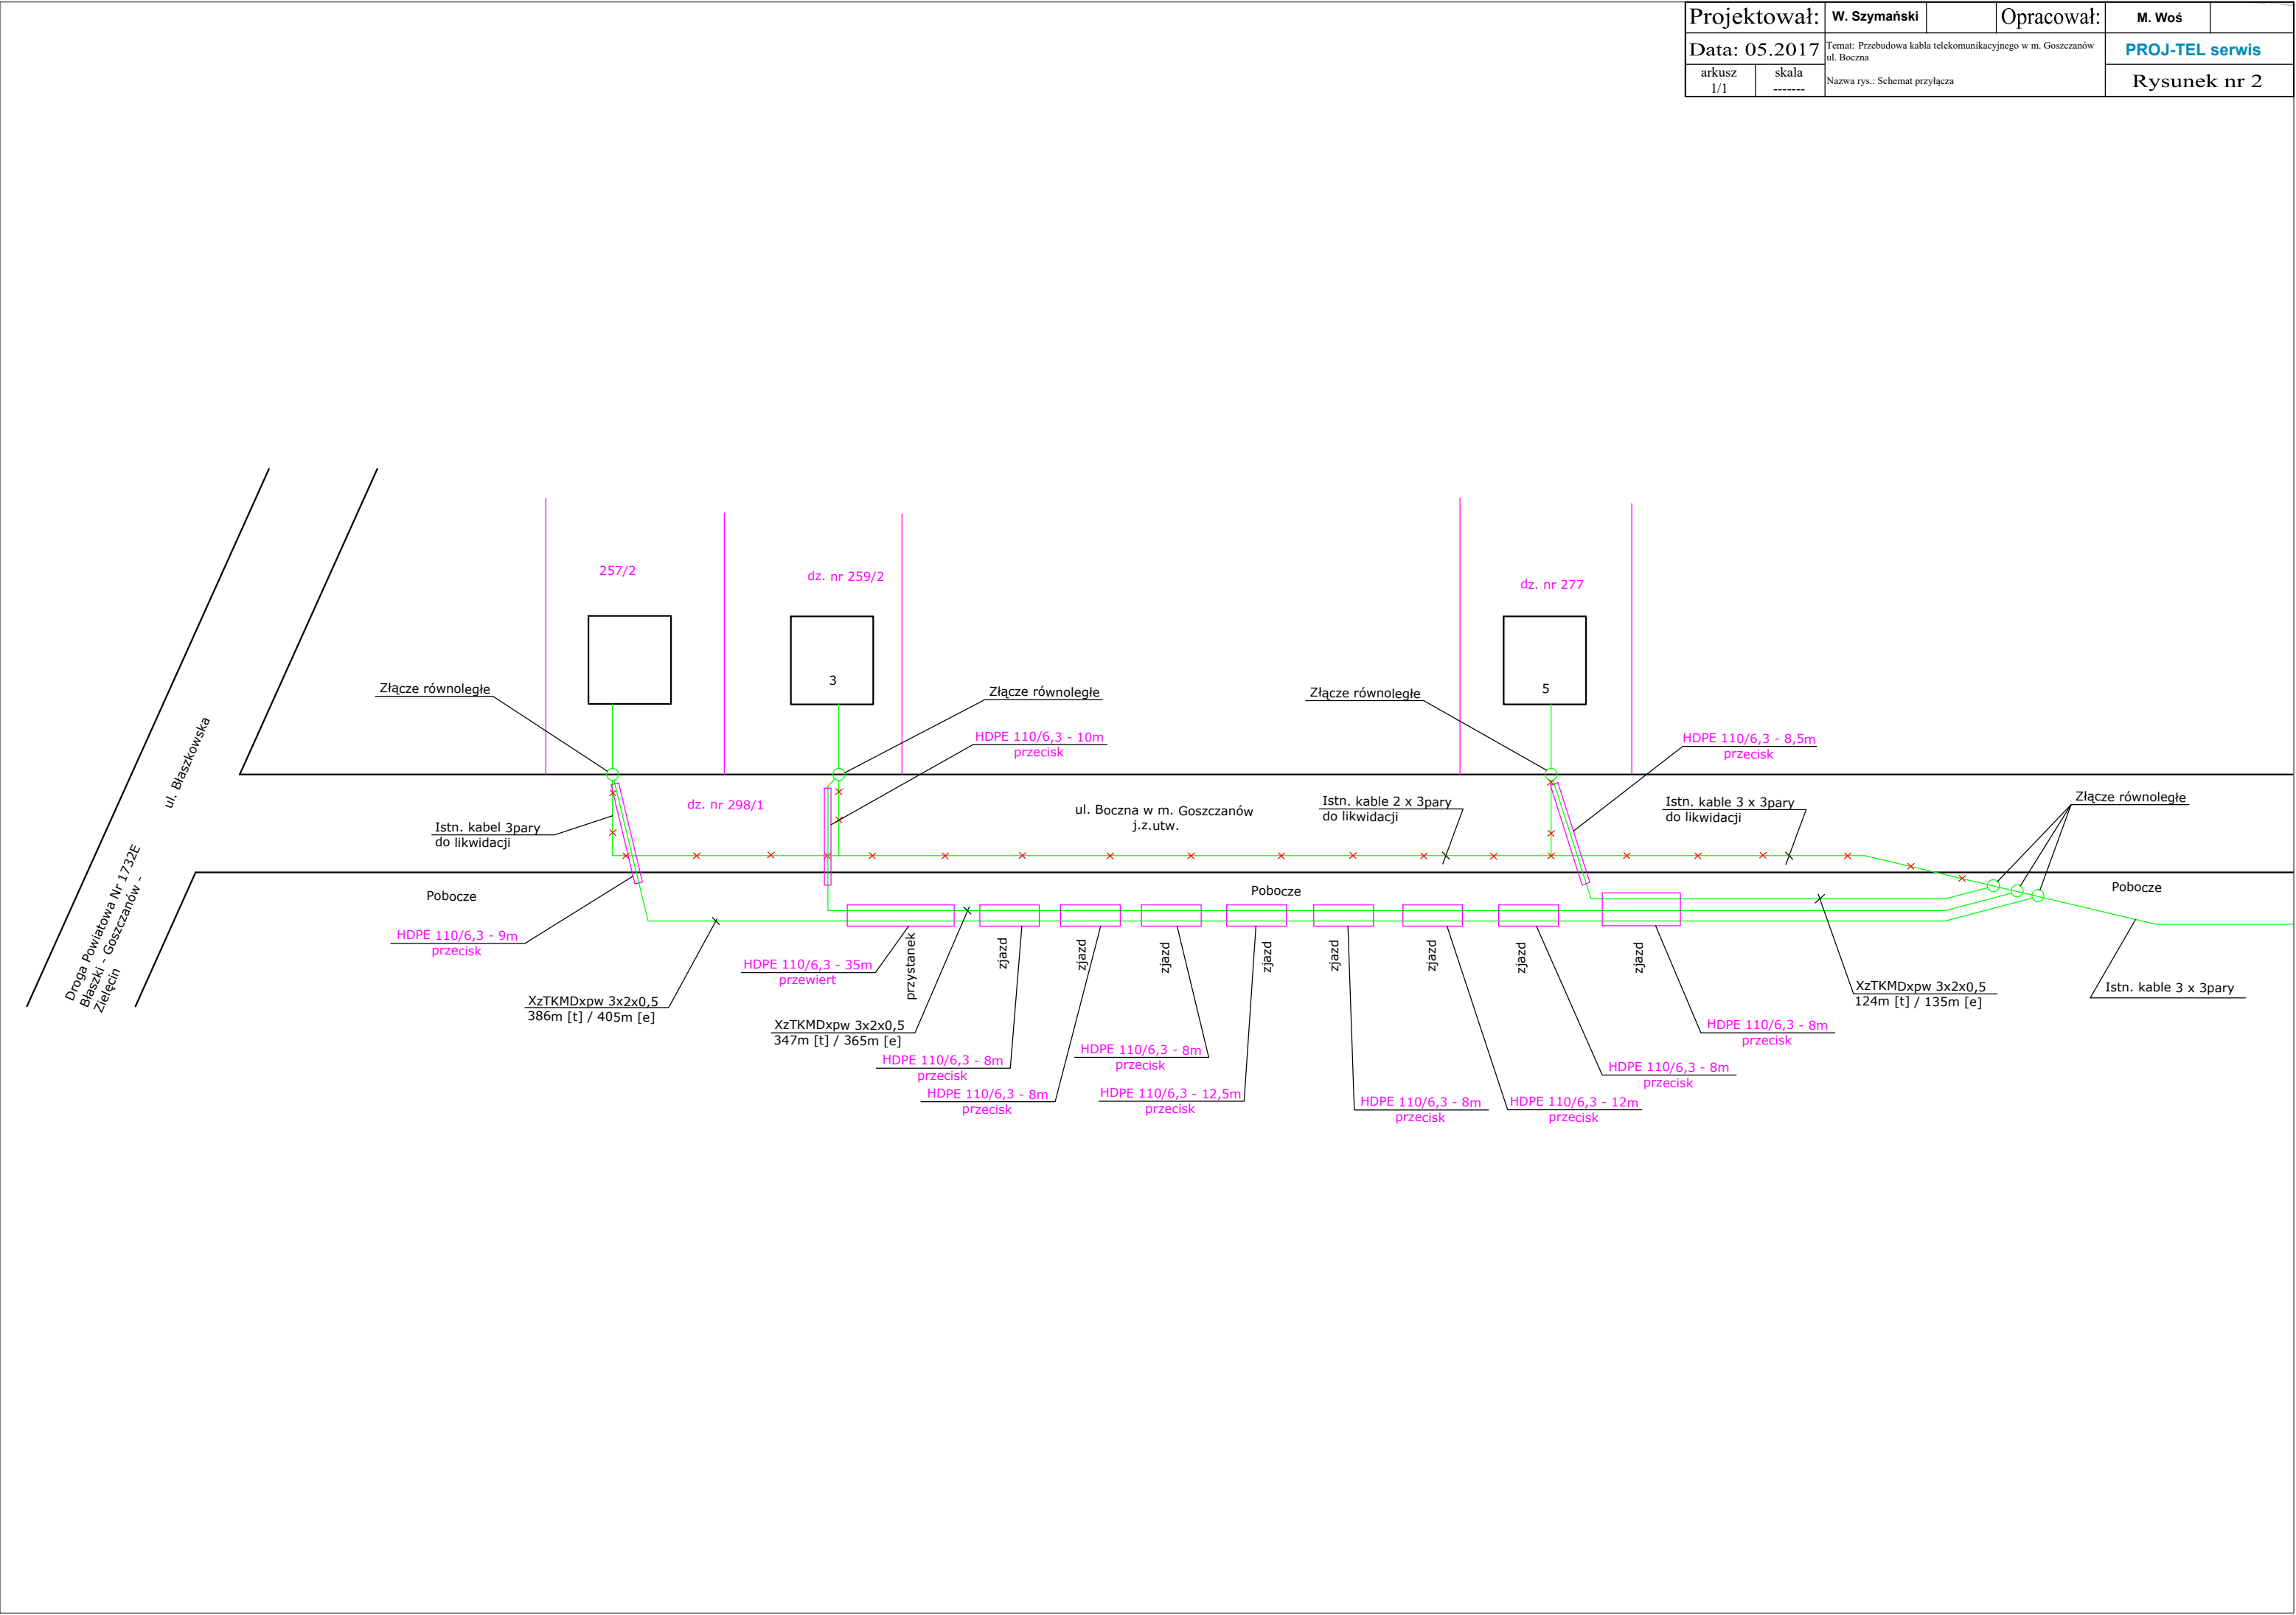 Projektował:
W. Szymański
Opracował:
M. Woś
Data: 05.2017
Temat: Przebudowa kabla telekomunikacyjnego w m. Goszczanów
ul. Boczna
PROJ-TEL serwis
arkusz
1/1
skala
-------
Nazwa rys.: Schemat przyłącza
Rysunek nr 2
257/2
dz. nr 259/2
dz. nr 277
3
5
Złącze równoległe
Złącze równoległe
Złącze równoległe
ul. Błaszkowska
HDPE 110/6,3 - 10m
przecisk
HDPE 110/6,3 - 8,5m
przecisk
dz. nr 298/1
ul. Boczna w m. Goszczanów
j.z.utw.
Istn. kable 2 x 3pary
do likwidacji
Istn. kable 3 x 3pary
do likwidacji
Złącze równoległe
Istn. kabel 3pary
do likwidacji
Droga Powiatowa Nr 1732E
Błaszki - Goszczanów -
Zielęcin
Pobocze
Pobocze
Pobocze
HDPE 110/6,3 - 9m
przecisk
HDPE 110/6,3 - 35m
przewiert
przystanek
zjazd
zjazd
zjazd
zjazd
zjazd
zjazd
zjazd
zjazd
XzTKMDxpw 3x2x0,5
386m [t] / 405m [e]
XzTKMDxpw 3x2x0,5
347m [t] / 365m [e]
XzTKMDxpw 3x2x0,5
124m [t] / 135m [e]
Istn. kable 3 x 3pary
HDPE 110/6,3 - 8m
przecisk
HDPE 110/6,3 - 8m
przecisk
HDPE 110/6,3 - 8m
przecisk
HDPE 110/6,3 - 12,5m
przecisk
HDPE 110/6,3 - 8m
przecisk
HDPE 110/6,3 - 12m
przecisk
HDPE 110/6,3 - 8m
przecisk
HDPE 110/6,3 - 8m
przecisk